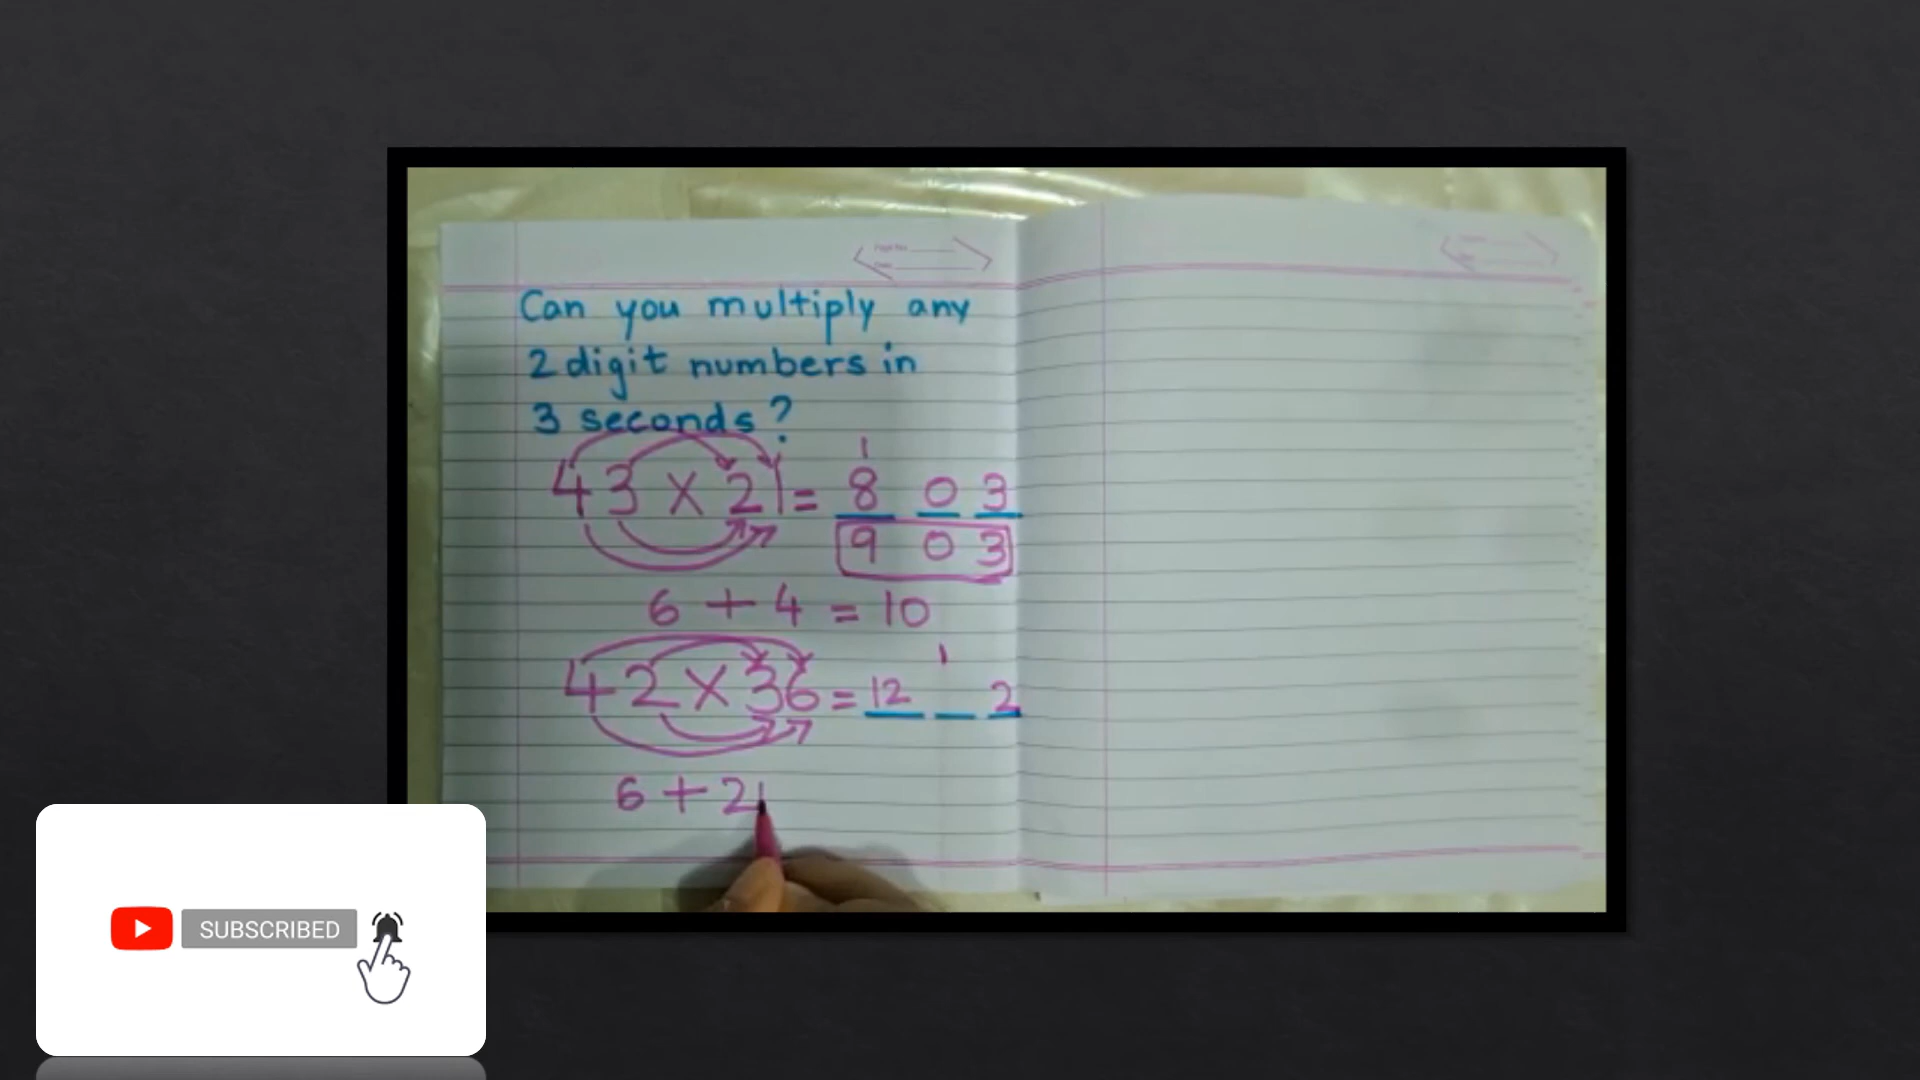 Can you multiply any
2 digit numbers in
3 seconds?
1
43 X 21 = 8 0 3
9 0 3
6 + 4 = 10
1
42 X 36 = 12 _ 2
6 + 2
SUBSCRIBED